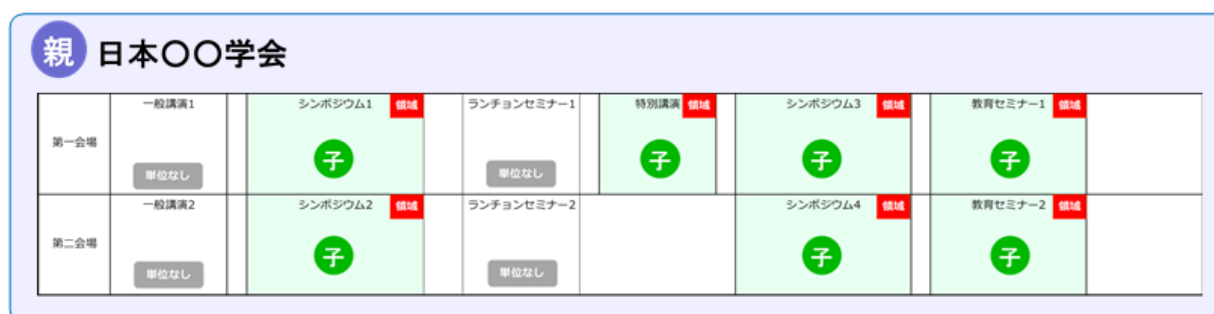 親 日本〇〇学会
第一会場
一般講演1
単位なし
シンポジウム1 領域
子
ランチョンセミナー1
単位なし
特別講演 領域
子
シンポジウム3 領域
子
教育セミナー1 領域
子
第二会場
一般講演2
単位なし
シンポジウム2 領域
子
ランチョンセミナー2
単位なし
シンポジウム4 領域
子
教育セミナー2 領域
子